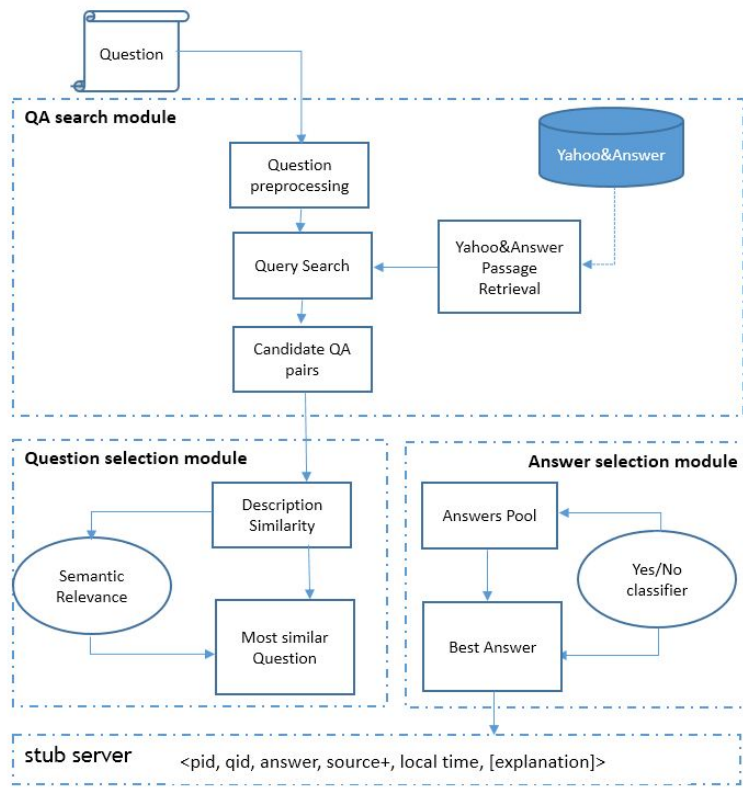 Question
QA search module
Yahoo&Answer
Question
preprocessing
Query Search
Yahoo&Answer
Passage
Retrieval
Candidate QA
pairs
Question selection module
Description
Similarity
Semantic
Relevance
Most similar
Question
Answer selection module
Answers Pool
Yes/No
classifier
Best Answer
stub server
<pid, qid, answer, source+, local time, [explanation]>